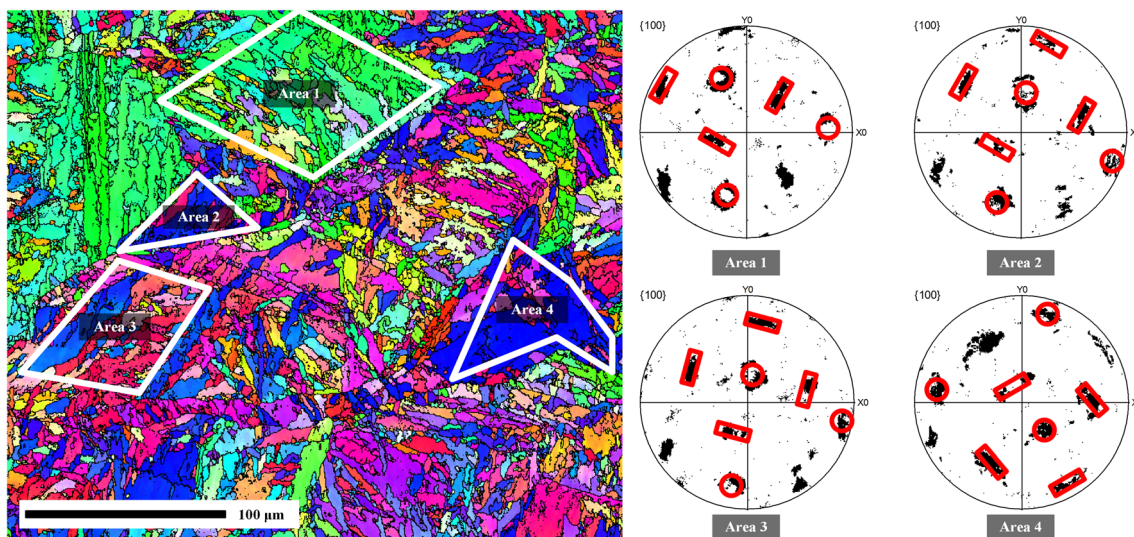 Area 1
Area 2
Area 3
Area 4
100 μm
{100}
Y0
X0
Area 1
{100}
Y0
X
Area 2
{100}
Y0
X0
Area 3
{100}
Y0
X
Area 4